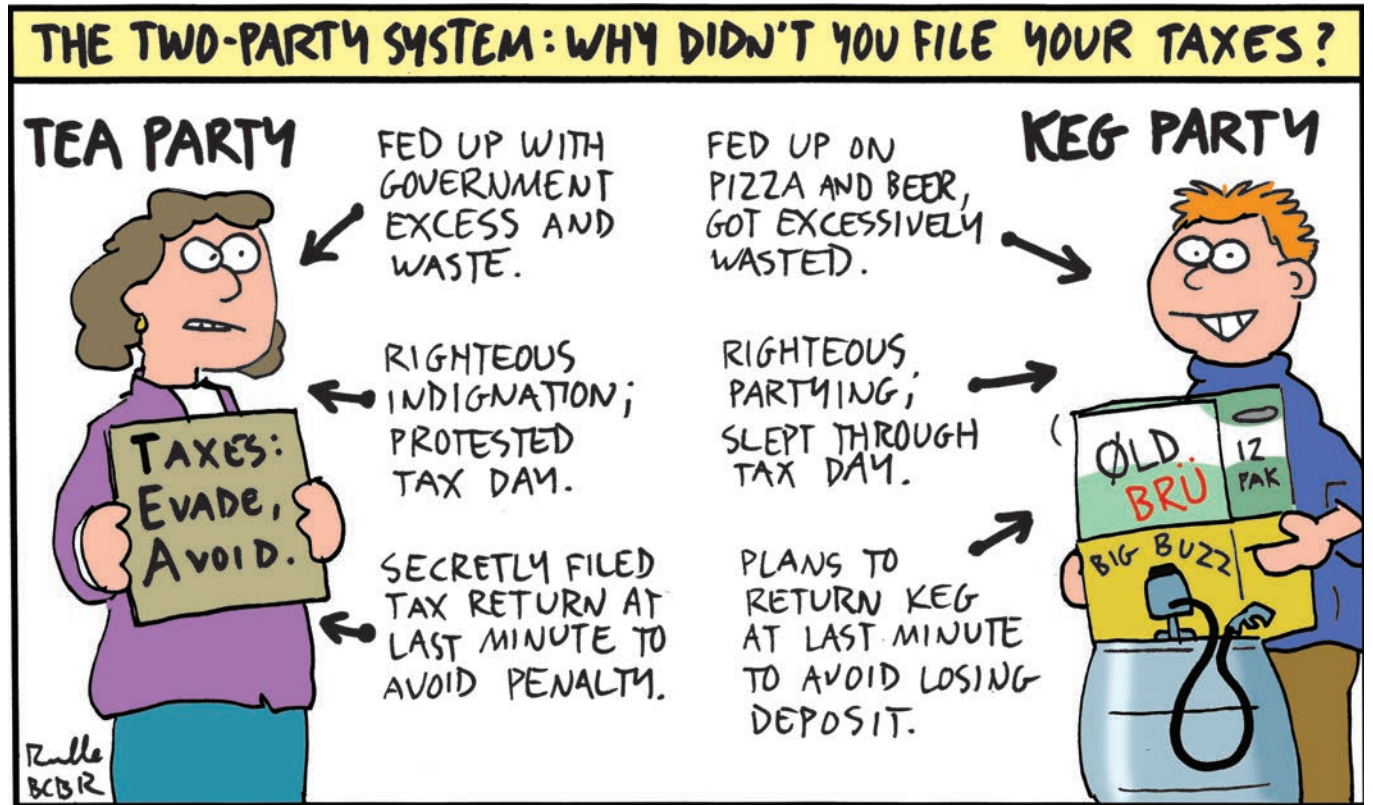 THE TWO-PARTY SYSTEM: WHY DIDN'T YOU FILE YOUR TAXES?
TEA PARTY
FED UP WITH
GOVERNMENT
EXCESS AND
WASTE.
RIGHTEOUS
INDIGNATION;
PROTESTED
TAX DAY.
SECRETLY FILED
TAX RETURN AT
LAST MINUTE TO
AVOID PENALTY.
TAXES:
EVADE,
AVOID.
KEG PARTY
FED UP ON
PIZZA AND BEER,
GOT EXCESSIVELY
WASTED.
RIGHTEOUS
PARTYING;
SLEPT THROUGH
TAX DAY.
PLANS TO
RETURN KEG
AT LAST MINUTE
TO AVOID LOSING
DEPOSIT.
ØLD
BRÜ
12
PAK
BIG BUZZ
BCBR